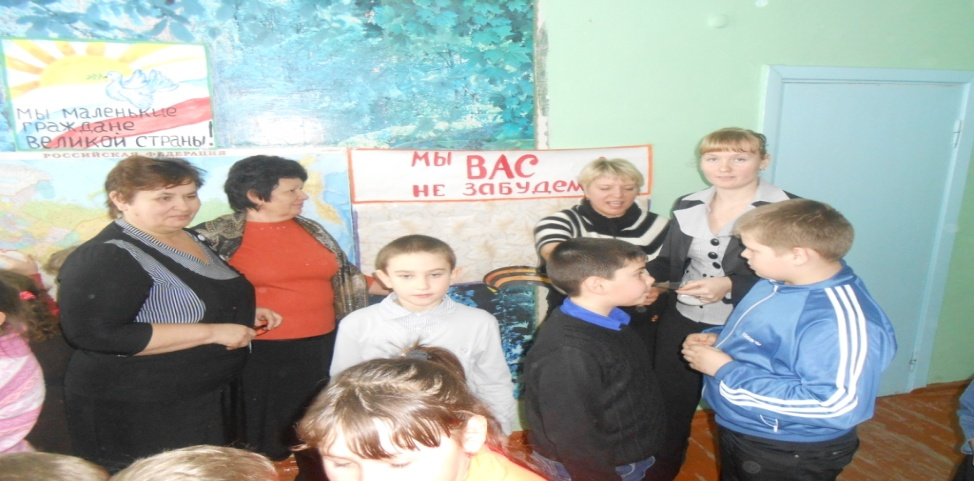 Мы маленькие
граждане
великой страны!
РОССИЙСКАЯ ФЕДЕРАЦИЯ
МЫ ВАС
НЕ ЗАБУДЕМ